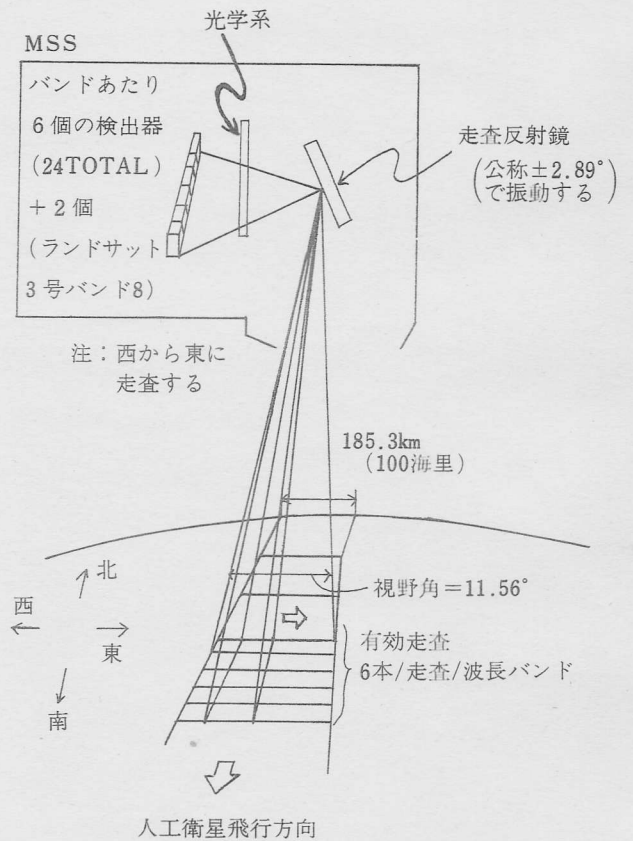 光学系
MSS
バンドあたり
6個の検出器
(24TOTAL)
+2個
(ランドサット
3号バンド8)
走査反射鏡
(公称±2.89°
で振動する)
注：西から東に
走査する
185.3km
(100海里)
北
西
東
南
視野角＝11.56°
有効走査
6本/走査/波長バンド
人工衛星飛行方向